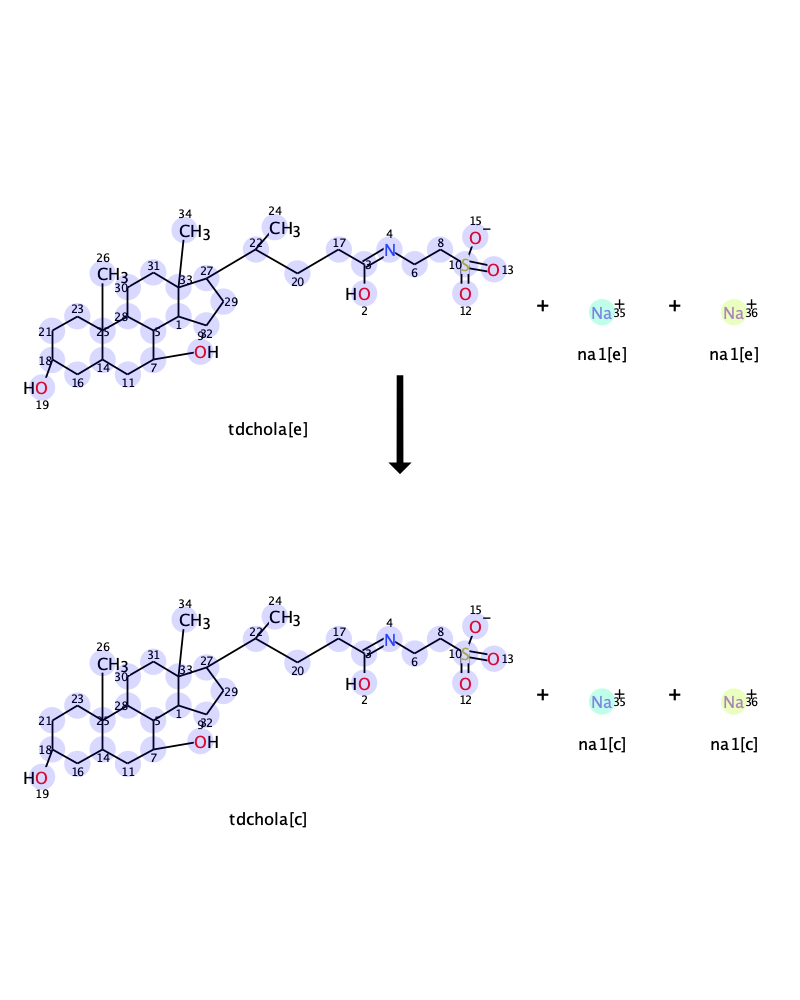 34
CH3
24
CH3
22
17
4
N
8
15
O−
26
CH3
31
30
33
27
3
6
10
S
O 13
HO
2
O
12
29
23
28
1
32
21
25
5
9
OH
18
14
7
16
11
HO
19
+
Na+
35
+
Na+
36
na1[e]
na1[e]
tdchola[e]
34
CH3
24
CH3
22
17
4
N
8
15
O−
26
CH3
31
30
33
27
20
3
6
10
S
O 13
HO
2
O
12
29
23
28
1
32
21
25
5
9
OH
18
14
7
16
11
HO
19
+
Na+
35
+
Na+
36
na1[c]
na1[c]
tdchola[c]